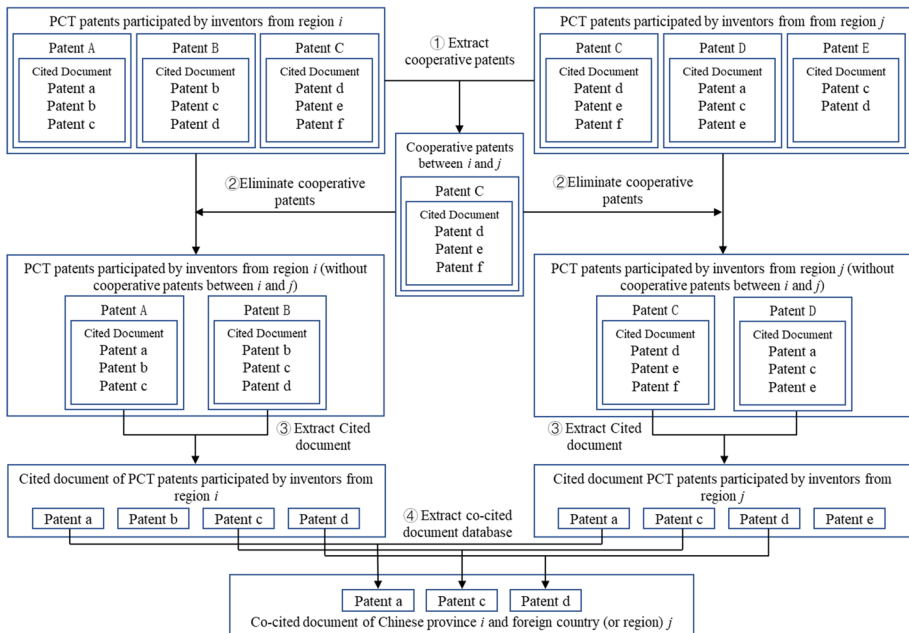 PCT patents participated by inventors from region i
Patent A
Cited Document
Patent a
Patent b
Patent c
Patent B
Cited Document
Patent b
Patent c
Patent d
Patent C
Cited Document
Patent d
Patent e
Patent f
① Extract
cooperative patents
PCT patents participated by inventors from from region j
Patent C
Cited Document
Patent d
Patent e
Patent f
Patent D
Cited Document
Patent a
Patent c
Patent e
Patent E
Cited Document
Patent c
Patent d
Cooperative patents
between i and j
Patent C
Cited Document
Patent d
Patent e
Patent f
②Eliminate cooperative
patents
②Eliminate cooperative
patents
PCT patents participated by inventors from region i (without
cooperative patents between i and j)
Patent A
Cited Document
Patent a
Patent b
Patent c
Patent B
Cited Document
Patent b
Patent c
Patent d
PCT patents participated by inventors from region j (without
cooperative patents between i and j)
Patent C
Cited Document
Patent d
Patent e
Patent f
Patent D
Cited Document
Patent a
Patent c
Patent e
③ Extract Cited
document
③ Extract Cited
document
Cited document of PCT patents participated by inventors from
region i
Patent a
Patent b
Patent c
Patent d
④ Extract co-cited
document database
Cited document PCT patents participated by inventors from
region j
Patent a
Patent c
Patent d
Patent e
Patent a
Patent c
Patent d
Co-cited document of Chinese province i and foreign country (or region) j